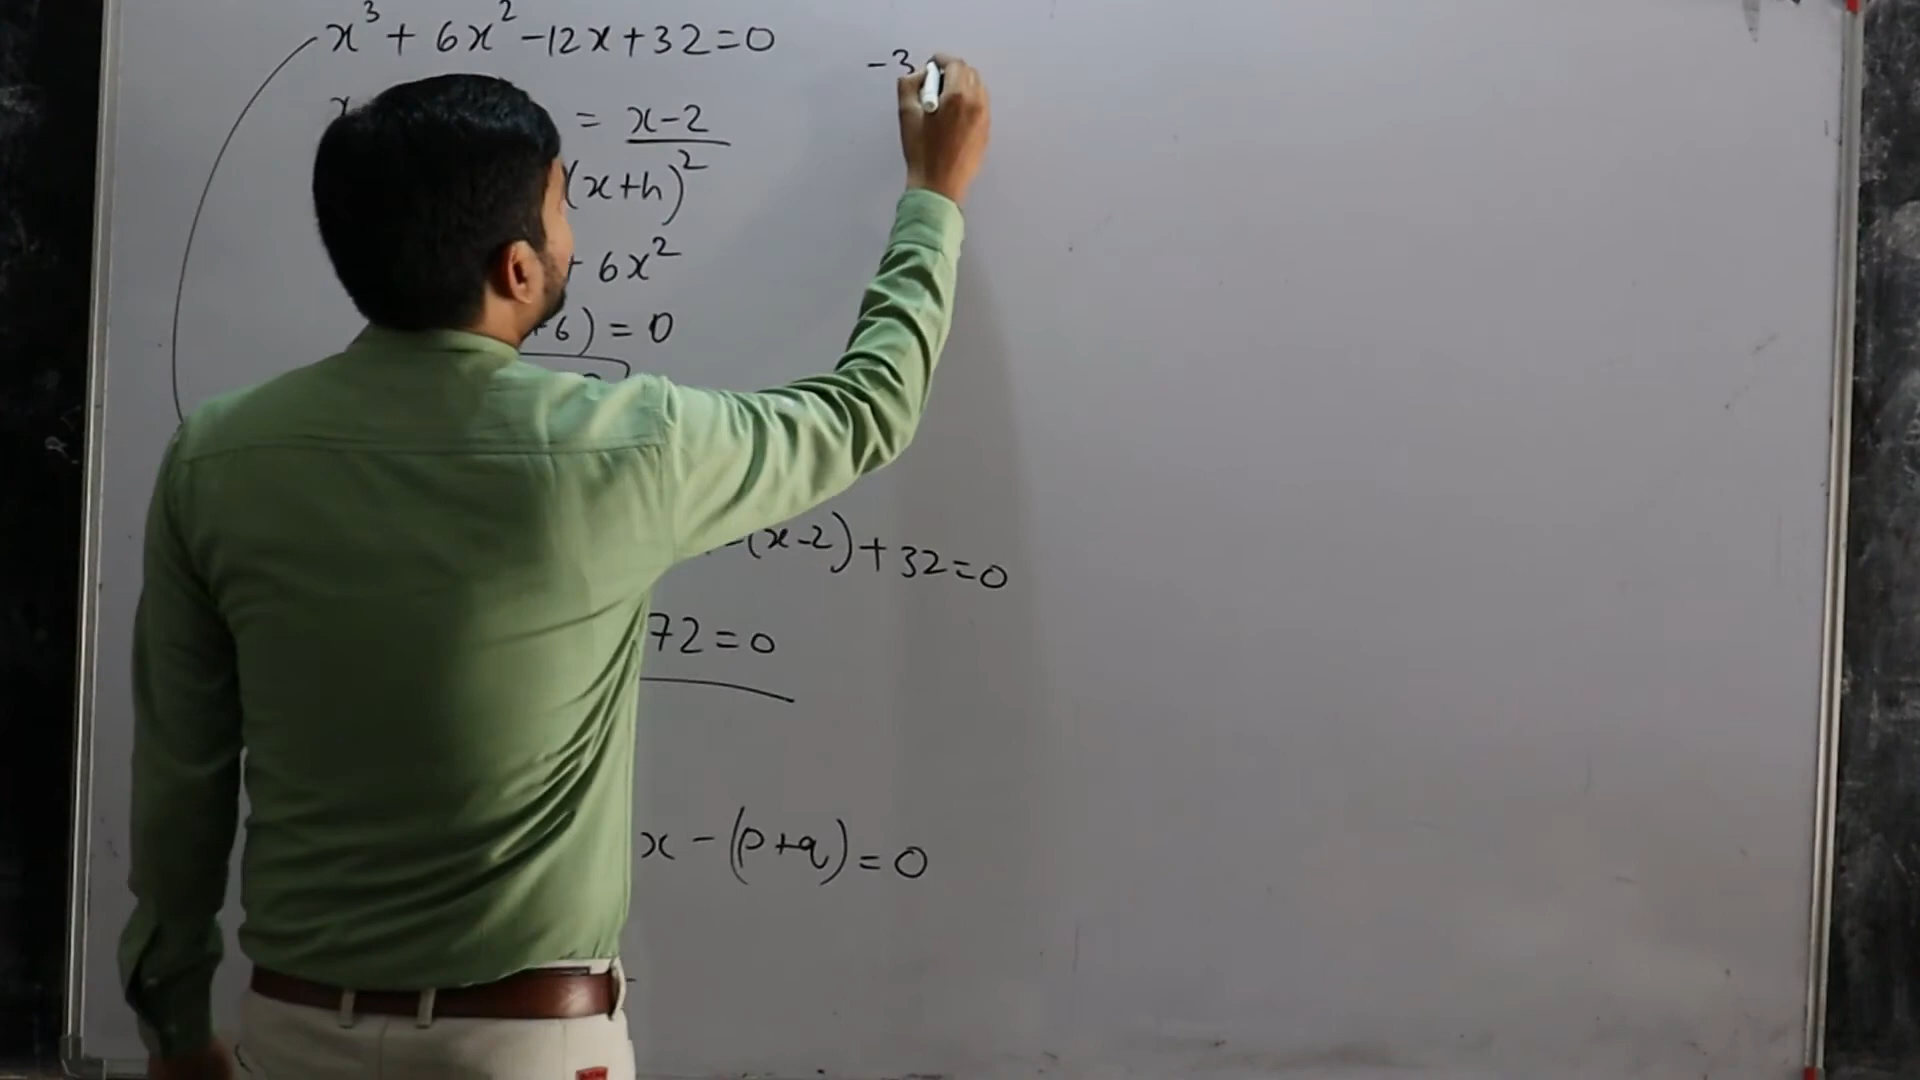 x³ + 6x² -12x + 32 = 0
-3
x = x-2
(x+h)²
+ 6x²
+6) = 0
(x-2) + 32 = 0
72 = 0
x - (p+q) = 0